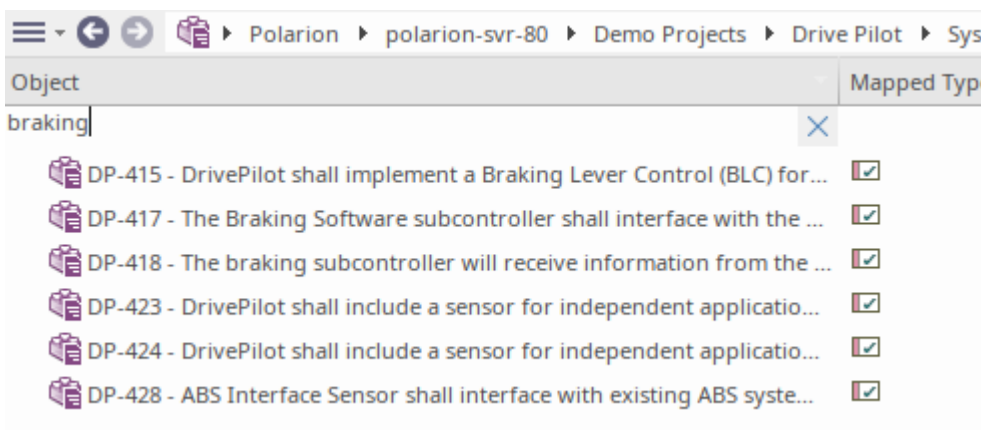 Polarion polarion-svr-80 Demo Projects Drive Pilot Sys
Object Mapped Typ
braking
DP-415 - DrivePilot shall implement a Braking Lever Control (BLC) for...
DP-417 - The Braking Software subcontroller shall interface with the ...
DP-418 - The braking subcontroller will receive information from the ...
DP-423 - DrivePilot shall include a sensor for independent applicatio...
DP-424 - DrivePilot shall include a sensor for independent applicatio...
DP-428 - ABS Interface Sensor shall interface with existing ABS syste...